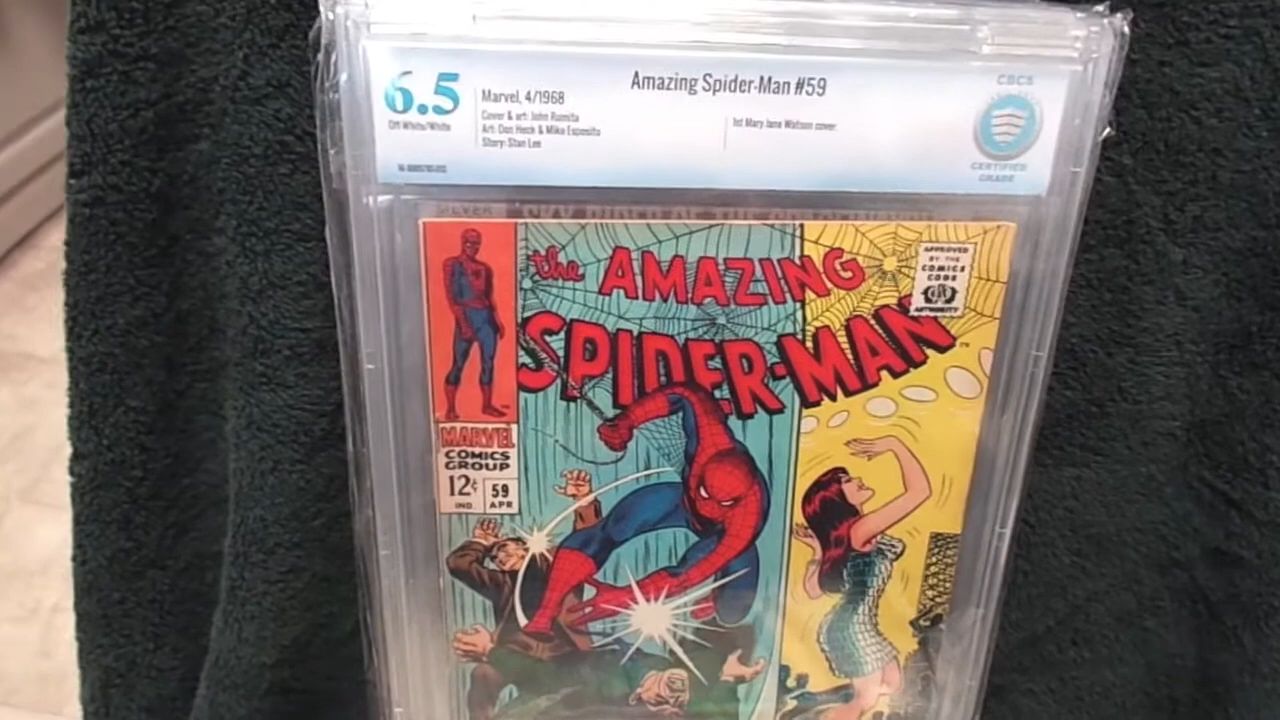 6.5
Off White/White
Marvel, 4/1968
Cover & art: John Romita
Art: Don Heck & Mike Esposito
Story: Stan Lee
Amazing Spider-Man #59
1st Mary Jane Watson cover.
CBCS
CERTIFIED
GRADE
the AMAZING
SPIDER-MAN
TM
APPROVED
BY THE
COMICS
CODE
AUTHORITY
MARVEL
COMICS
GROUP
12¢
IND.
59
APR